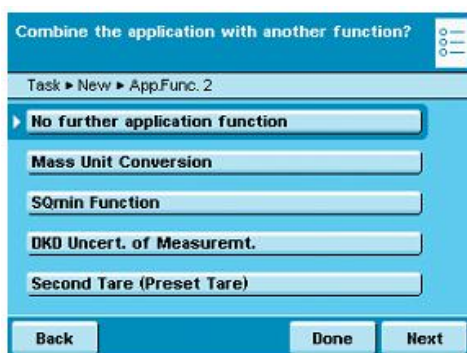 Combine the application with another function?
Task ▸ New ▸ App.Func. 2
No further application function
Mass Unit Conversion
SQmin Function
DKD Uncert. of Measuremt.
Second Tare (Preset Tare)
Back Done Next